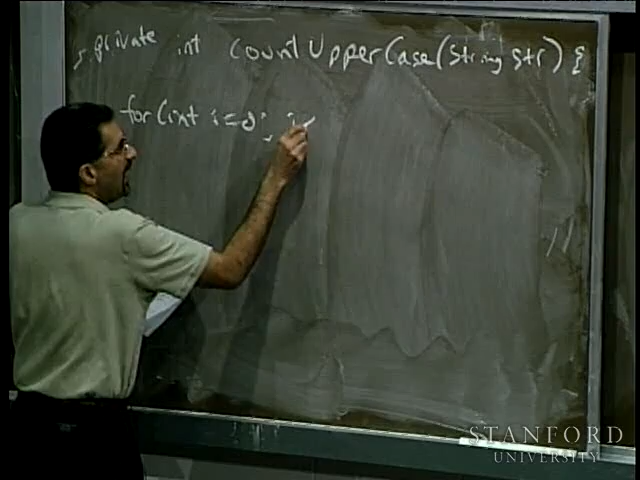 private int CountUpperCase(String str) {
for (int i=0; i<
STANFORD
UNIVERSITY